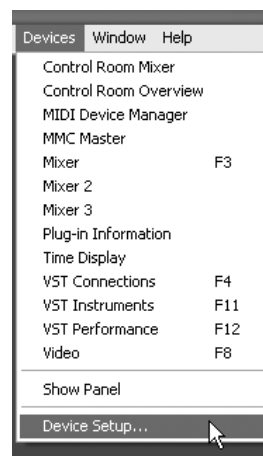 Devices Window Help
Control Room Mixer
Control Room Overview
MIDI Device Manager
MMC Master
Mixer F3
Mixer 2
Mixer 3
Plug-in Information
Time Display
VST Connections F4
VST Instruments F11
VST Performance F12
Video F8
Show Panel
Device Setup...